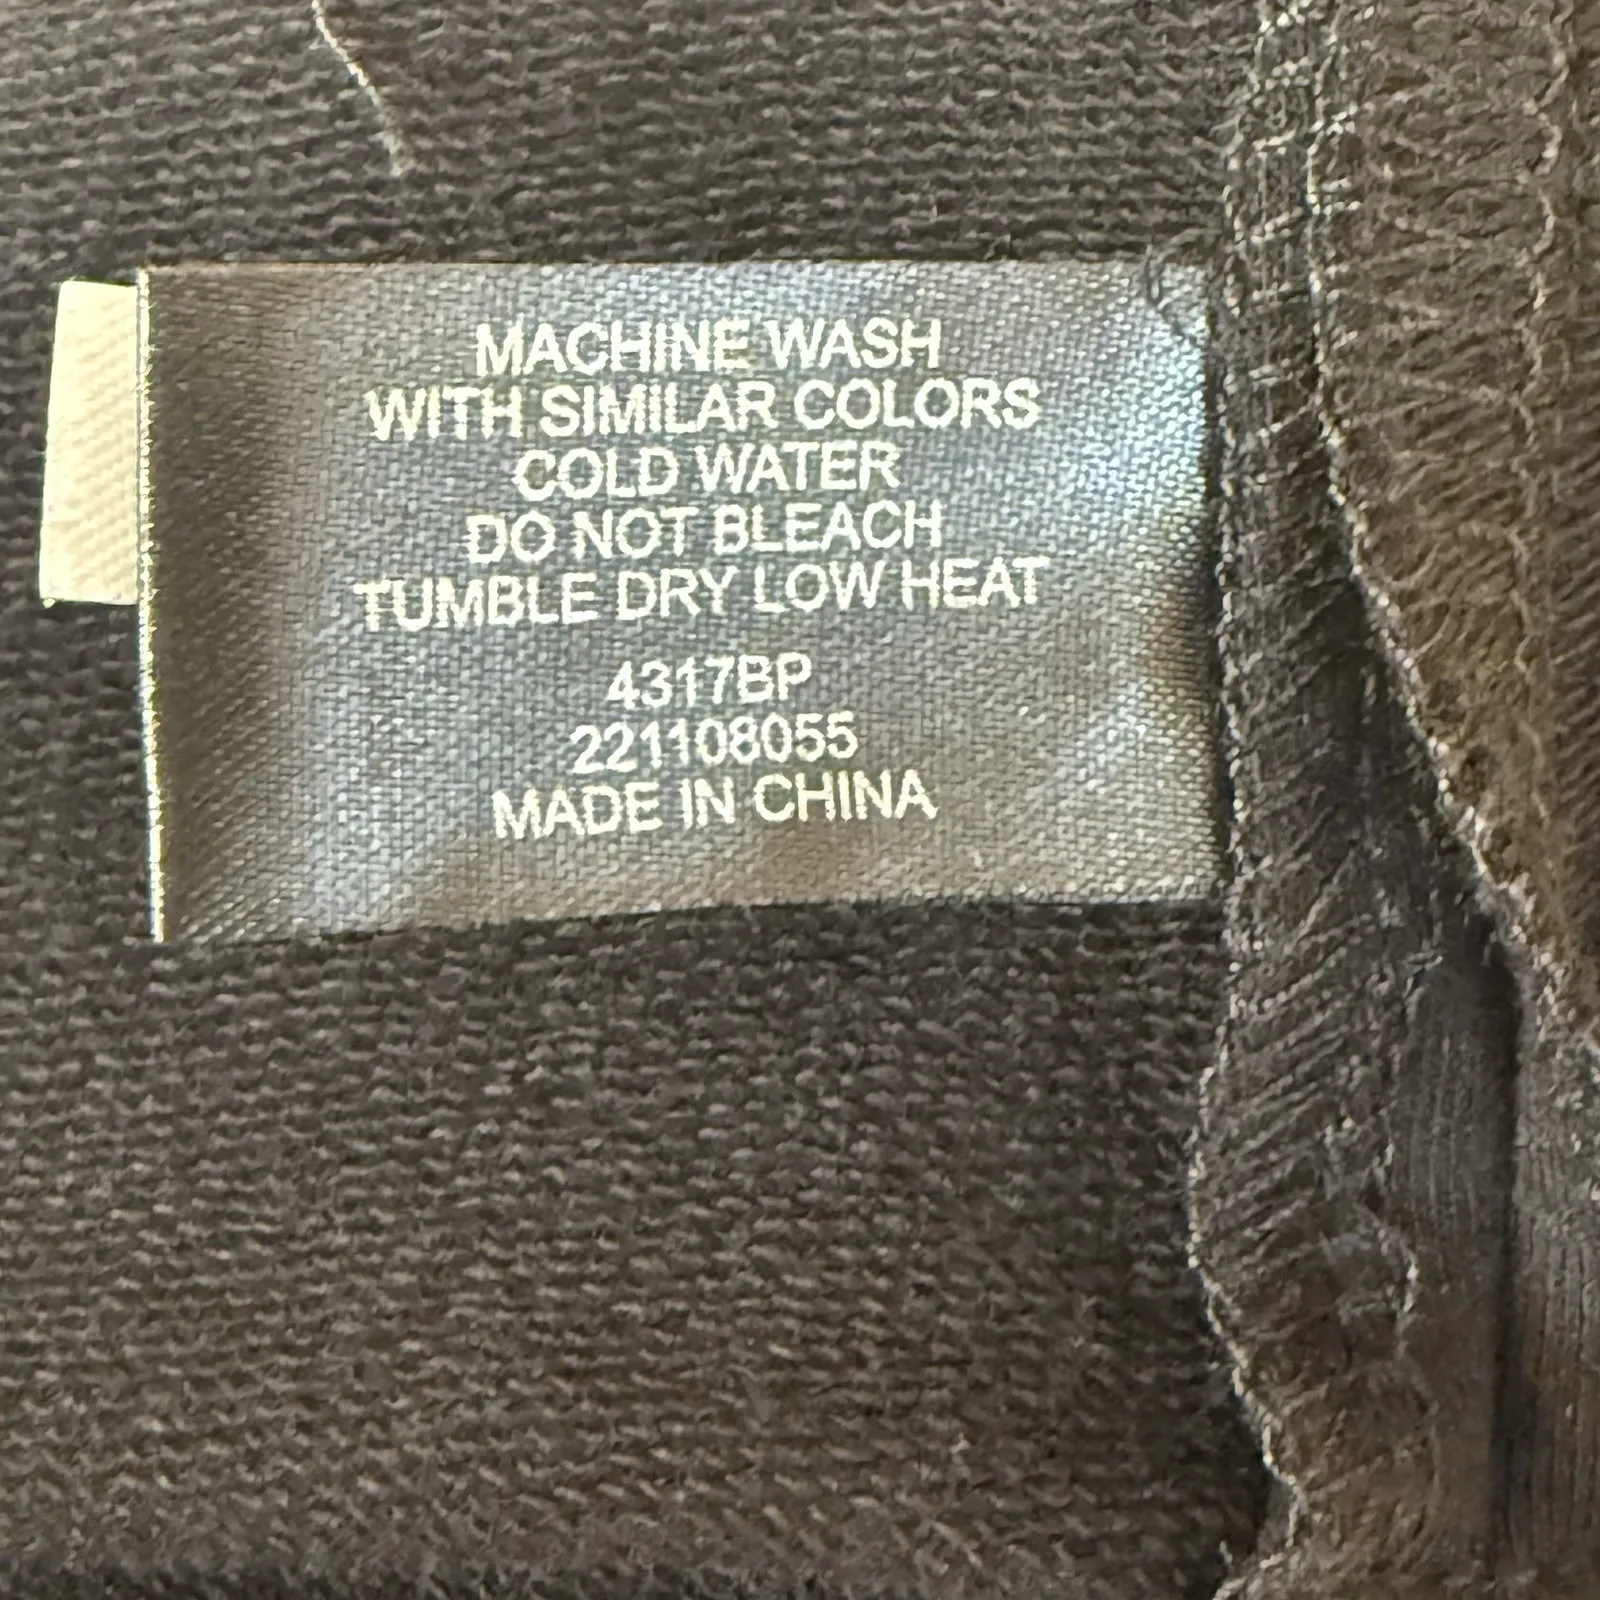 MACHINE WASH
WITH SIMILAR COLORS
COLD WATER
DO NOT BLEACH
TUMBLE DRY LOW HEAT
4317BP
221108055
MADE IN CHINA